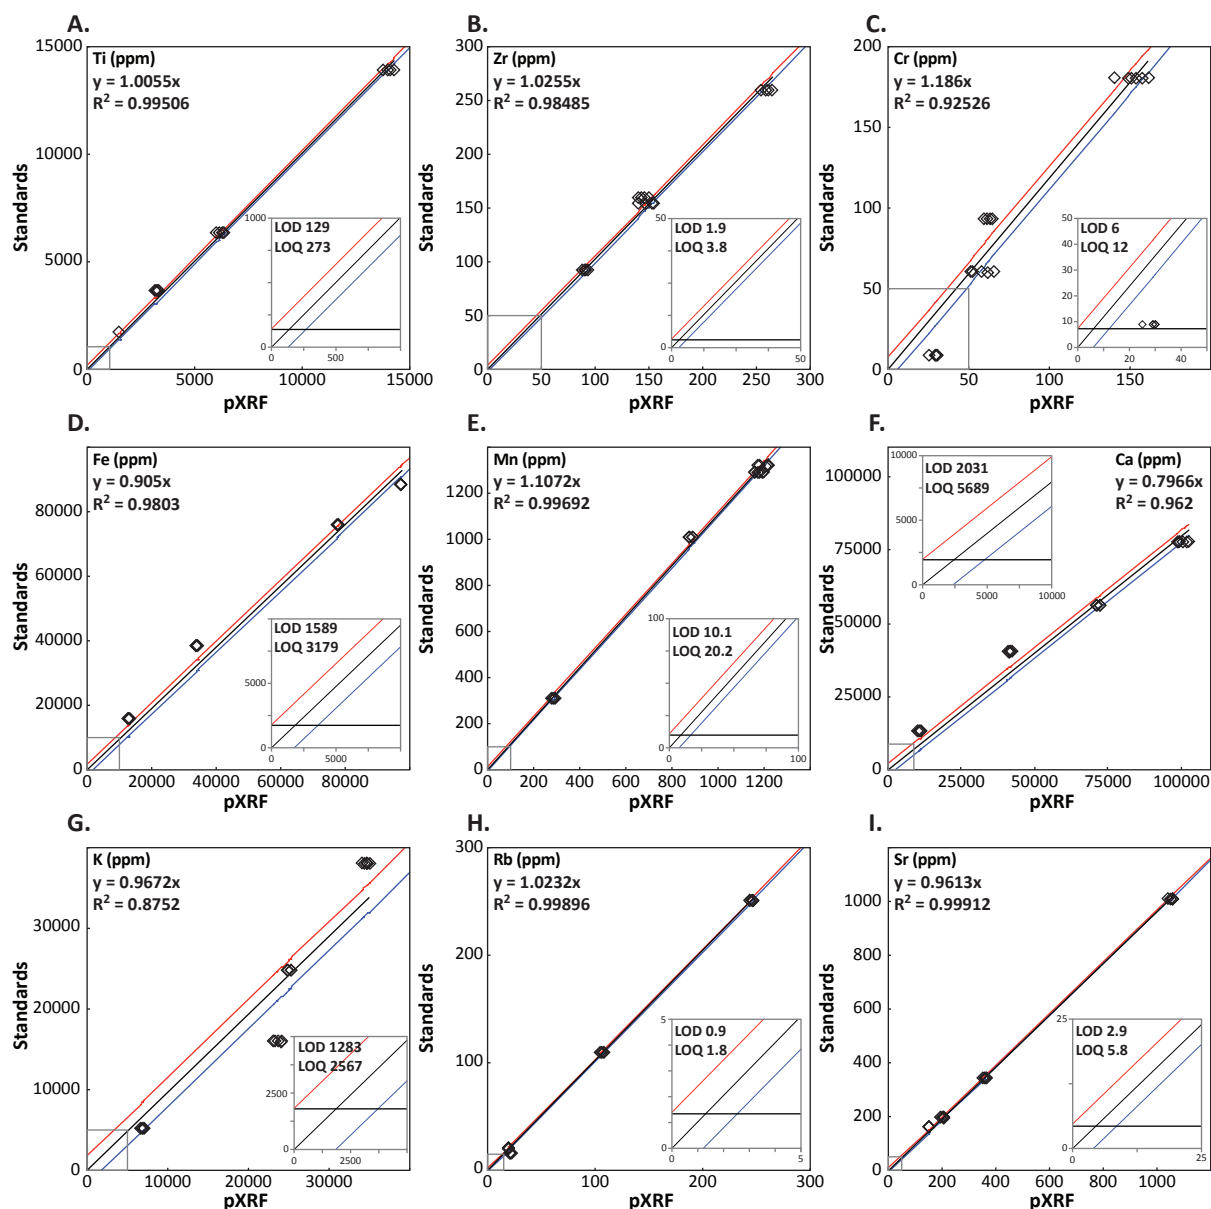 A.
Ti (ppm)
y = 1.0055x
R² = 0.99506
15000
10000
5000
0
Standards
0 5000 10000 15000
pXRF
LOD 129
LOQ 273
1000
500
0
0 500
B.
Zr (ppm)
y = 1.0255x
R² = 0.98485
300
250
200
150
100
50
0
Standards
0 50 100 150 200 300
pXRF
LOD 1.9
LOQ 3.8
50
0
0 50
C.
Cr (ppm)
y = 1.186x
R² = 0.92526
200
150
100
50
0
Standards
0 50 100 150
pXRF
LOD 6
LOQ 12
50
40
30
20
10
0
0 20 40
D.
Fe (ppm)
y = 0.905x
R² = 0.9803
80000
60000
40000
20000
0
Standards
0 20000 40000 60000 80000
pXRF
LOD 1589
LOQ 3179
5000
0
0 5000
E.
Mn (ppm)
y = 1.1072x
R² = 0.99692
1200
1000
800
600
400
200
0
Standards
0 200 400 600 800 1000 1200
pXRF
LOD 10.1
LOQ 20.2
100
0
0 100
F.
Ca (ppm)
y = 0.7966x
R² = 0.962
100000
75000
50000
25000
0
Standards
0 25000 50000 75000 100000
pXRF
LOD 2031
LOQ 5689
10000
5000
0
0 5000 10000
G.
K (ppm)
y = 0.9672x
R² = 0.8752
30000
20000
10000
0
Standards
0 10000 20000 30000
pXRF
LOD 1283
LOQ 2567
2500
0
0 2500
H.
Rb (ppm)
y = 1.0232x
R² = 0.99896
300
200
100
0
Standards
0 100 200 300
pXRF
LOD 0.9
LOQ 1.8
5
0
0 5
I.
Sr (ppm)
y = 0.9613x
R² = 0.99912
1000
800
600
400
200
0
Standards
0 200 400 600 800 1000
pXRF
LOD 2.9
LOQ 5.8
25
0
0 25